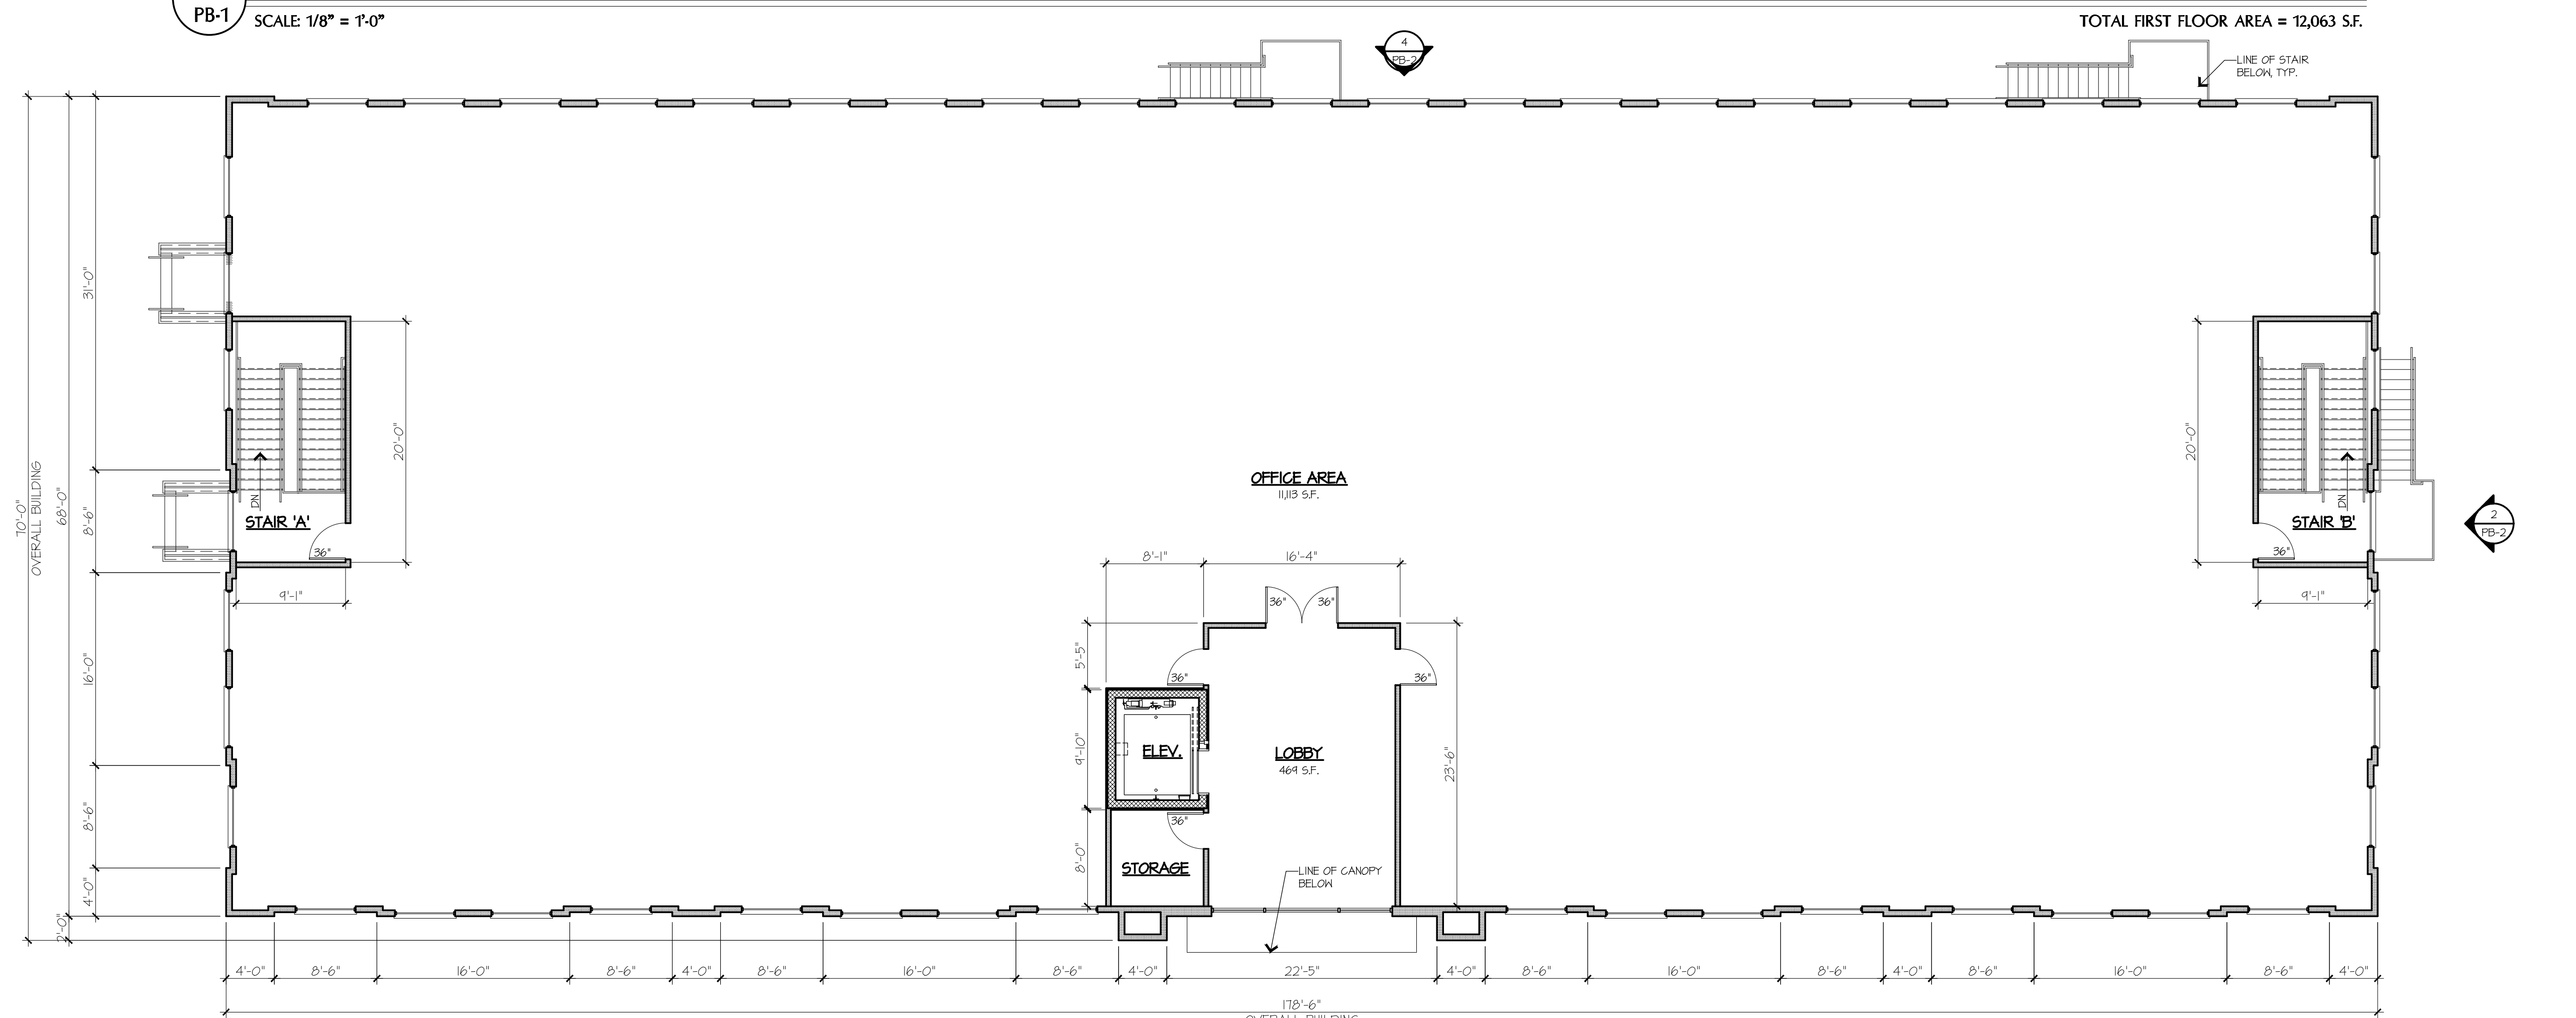 PB-1
SCALE: 1/8" = 1'-0"
TOTAL FIRST FLOOR AREA = 12,063 S.F.
4
PB-2
LINE OF STAIR
BELOW, TYP.
31'-0"
20'-0"
20'-0"
70'-0"
OVERALL BUILDING
68'-0"
8'-6"
DN
STAIR 'A'
36"
9'-1"
OFFICE AREA
11,113 S.F.
DN
STAIR 'B'
36"
9'-1"
2
PB-2
8'-1"
16'-4"
36"
36"
5'-5"
36"
36"
16'-0"
9'-10"
ELEV.
LOBBY
469 S.F.
23'-6"
8'-6"
36"
8'-0"
STORAGE
LINE OF CANOPY
BELOW
4'-0"
2'-0"
4'-0"
8'-6"
16'-0"
8'-6"
4'-0"
8'-6"
16'-0"
8'-6"
4'-0"
22'-5"
4'-0"
8'-6"
16'-0"
8'-6"
4'-0"
8'-6"
16'-0"
8'-6"
4'-0"
178'-6"
OVERALL BUILDING